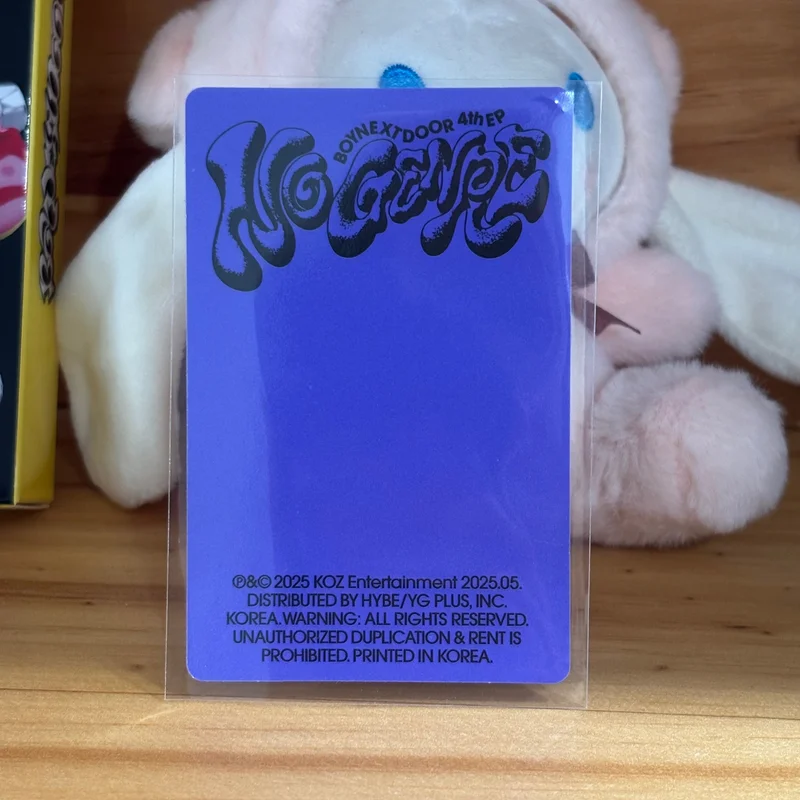 BOYNEXTDOOR 4th EP
NO GENRE
℗&© 2025 KOZ Entertainment 2025.05.
DISTRIBUTED BY HYBE/YG PLUS, INC.
KOREA. WARNING: ALL RIGHTS RESERVED.
UNAUTHORIZED DUPLICATION & RENT IS
PROHIBITED. PRINTED IN KOREA.